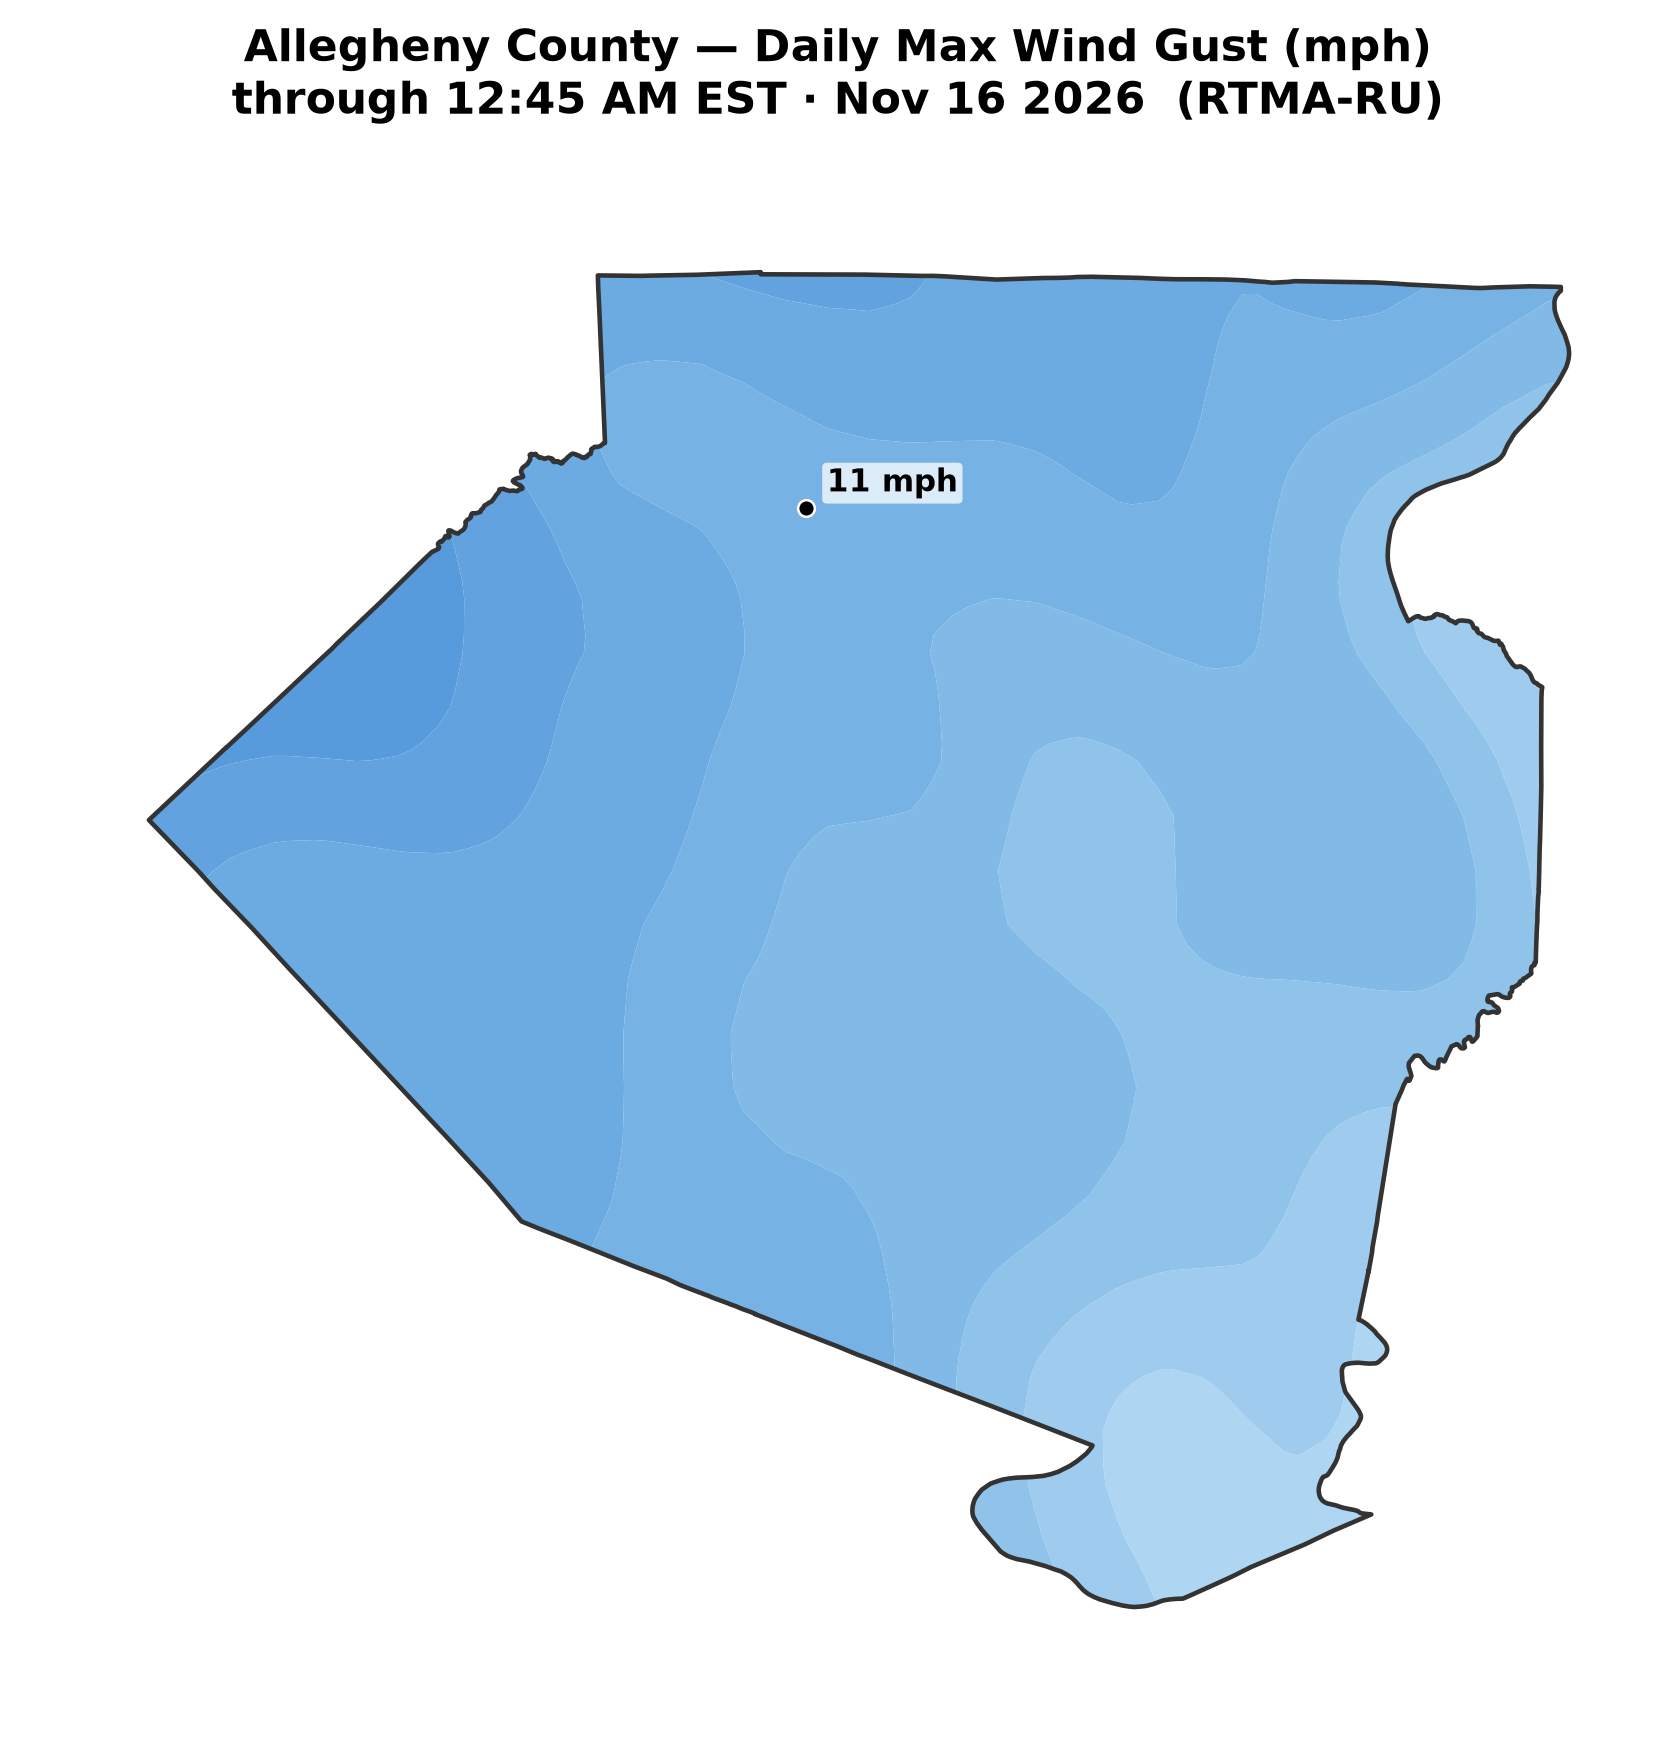 Allegheny County — Daily Max Wind Gust (mph)
through 12:45 AM EST · Nov 16 2026 (RTMA-RU)
11 mph